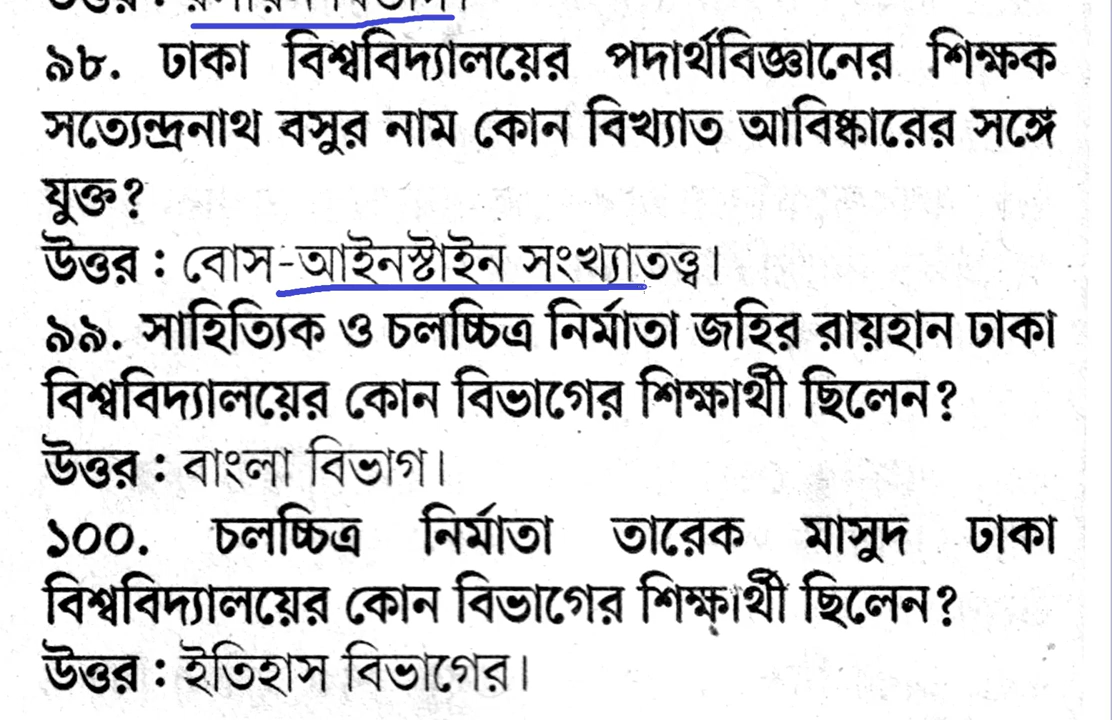 ৯৮. ঢাকা বিশ্ববিদ্যালয়ের পদার্থবিজ্ঞানের শিক্ষক
সত্যেন্দ্রনাথ বসুর নাম কোন বিখ্যাত আবিষ্কারের সঙ্গে
যুক্ত?
উত্তর : বোস-আইনস্টাইন সংখ্যাতত্ত্ব।
৯৯. সাহিত্যিক ও চলচ্চিত্র নির্মাতা জহির রায়হান ঢাকা
বিশ্ববিদ্যালয়ের কোন বিভাগের শিক্ষার্থী ছিলেন?
উত্তর : বাংলা বিভাগ।
১০০. চলচ্চিত্র নির্মাতা তারেক মাসুদ ঢাকা
বিশ্ববিদ্যালয়ের কোন বিভাগের শিক্ষার্থী ছিলেন?
উত্তর : ইতিহাস বিভাগের।